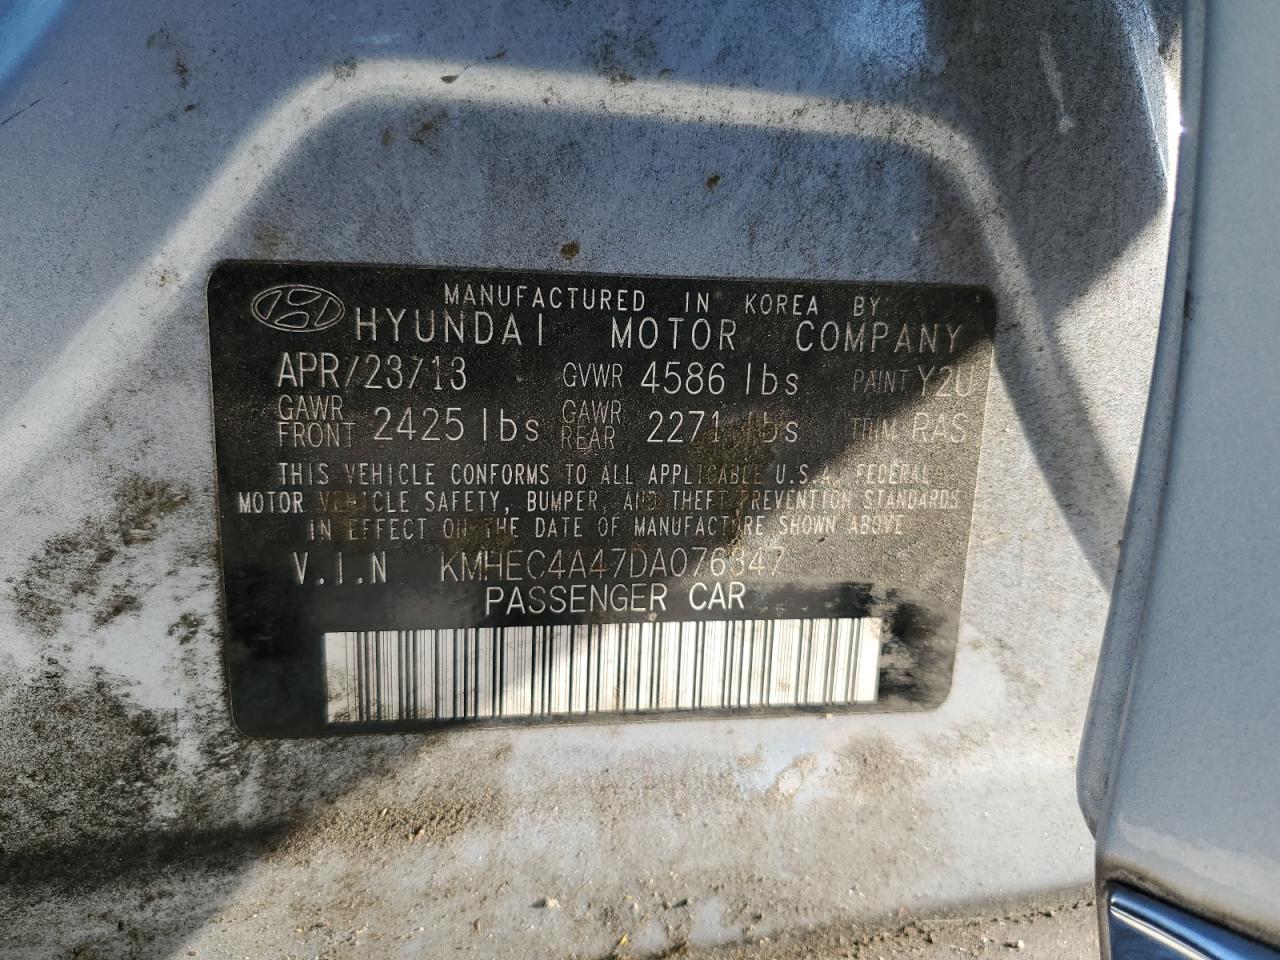 MANUFACTURED IN KOREA BY
HYUNDAI MOTOR COMPANY
APR/23/13 GVWR 4586 lbs PAINT Y2U
GAWR FRONT 2425 lbs GAWR REAR 2271 lbs TRIM RAS
THIS VEHICLE CONFORMS TO ALL APPLICABLE U.S.A. FEDERAL
MOTOR VEHICLE SAFETY, BUMPER, AND THEFT PREVENTION STANDARDS
IN EFFECT ON THE DATE OF MANUFACTURE SHOWN ABOVE
V.I.N KMHEC4A47DA076347
PASSENGER CAR